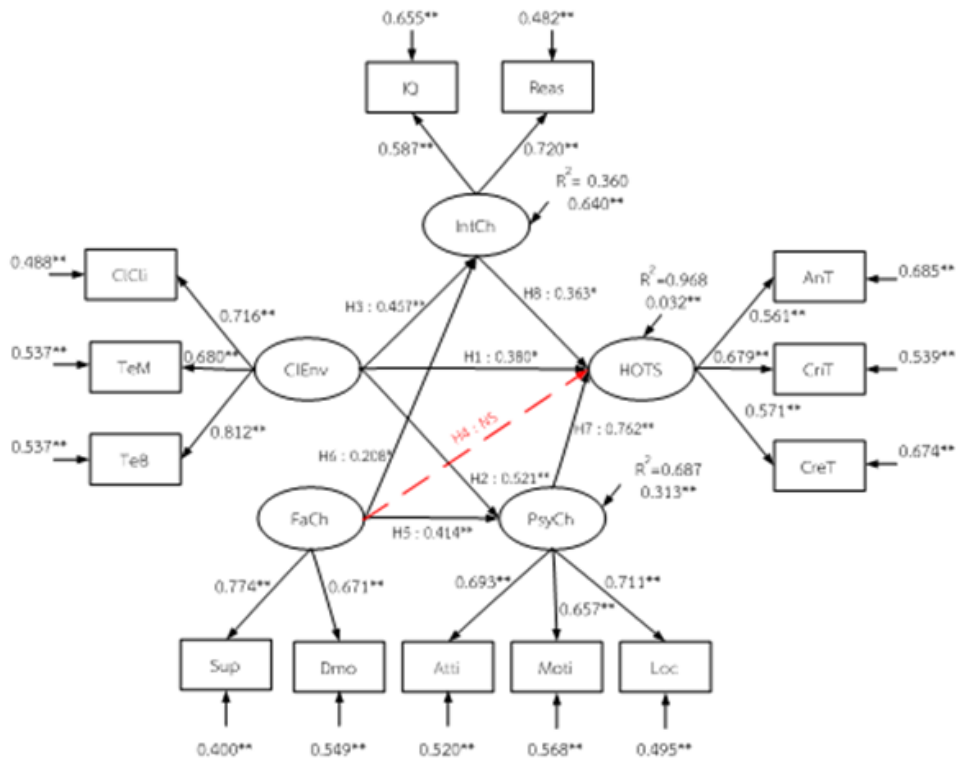 0.655**
0.482**
IQ
Reas
0.587**
0.720**
R²= 0.360
0.640**
IntCh
0.488**
ClCli
AnT
0.685**
H3 : 0.457**
H8 : 0.363*
R²=0.968
0.032**
0.716**
0.561**
0.537**
TeM
0.680**
ClEnv
H1 : 0.380*
HOTS
0.679**
CriT
0.539**
0.571**
0.812**
H4 : NS
H7 : 0.762**
0.537**
TeB
H6 : 0.208*
H2 : 0.521**
R²=0.687
0.313**
CreT
0.674**
FaCh
PsyCh
H5 : 0.414**
0.774**
0.671**
0.693**
0.657**
0.711**
Sup
Dmo
Atti
Moti
Loc
0.400**
0.549**
0.520**
0.568**
0.495**